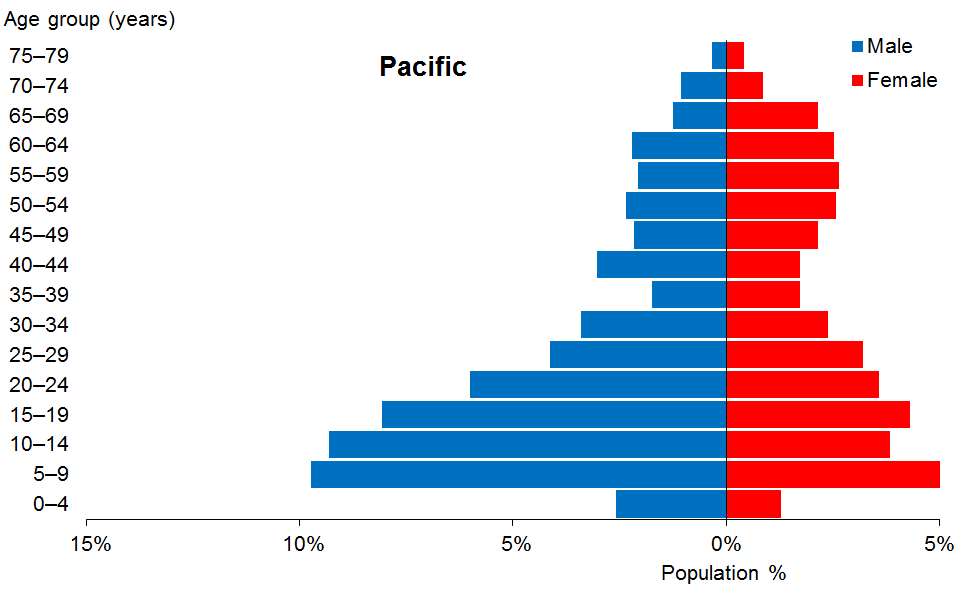 Age group (years)
Pacific
Male
Female
75–79
70–74
65–69
60–64
55–59
50–54
45–49
40–44
35–39
30–34
25–29
20–24
15–19
10–14
5–9
0–4
15% 10% 5% 0% 5%
Population %